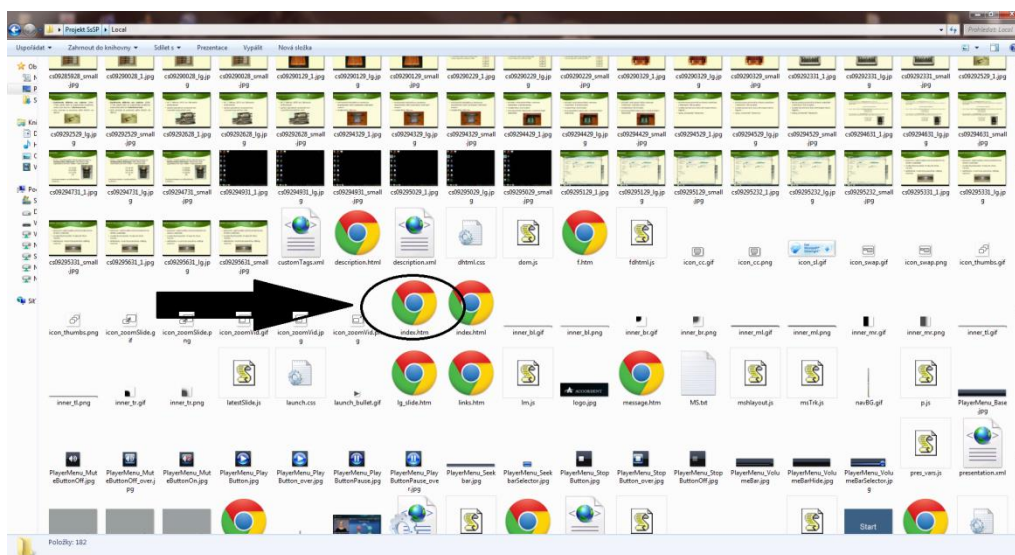 Projekt SsSP ▸ Local
Prohledat: Local
Uspořádat Zahrnout do knihovny Sdílet s Prezentace Vypálit Nová složka
cs09285928_small.jpg cs09290028_1.jpg cs09290028_lg.jpg cs09290028_small.jpg cs09290129_1.jpg cs09290129_lg.jpg cs09290129_small.jpg cs09290229_1.jpg cs09290229_lg.jpg cs09290229_small.jpg cs09290329_1.jpg cs09290329_lg.jpg cs09290329_small.jpg cs09292331_1.jpg cs09292331_lg.jpg cs09292331_small.jpg cs09292529_1.jpg
cs09292529_lg.jpg cs09292529_small.jpg cs09292628_1.jpg cs09292628_lg.jpg cs09292628_small.jpg cs09294329_1.jpg cs09294329_lg.jpg cs09294329_small.jpg cs09294429_1.jpg cs09294429_lg.jpg cs09294429_small.jpg cs09294529_1.jpg cs09294529_lg.jpg cs09294529_small.jpg cs09294631_1.jpg cs09294631_lg.jpg cs09294631_small.jpg
cs09294731_1.jpg cs09294731_lg.jpg cs09294731_small.jpg cs09294931_1.jpg cs09294931_lg.jpg cs09294931_small.jpg cs09295029_1.jpg cs09295029_lg.jpg cs09295029_small.jpg cs09295129_1.jpg cs09295129_lg.jpg cs09295129_small.jpg cs09295232_1.jpg cs09295232_lg.jpg cs09295232_small.jpg cs09295331_1.jpg cs09295331_lg.jpg
cs09295331_small.jpg cs09295631_1.jpg cs09295631_lg.jpg cs09295631_small.jpg customTags.xml description.html description.xml dhtml.css dom.js f.htm fdhtml.js icon_cc.gif icon_cc.png icon_sl.gif icon_swap.gif icon_swap.png icon_thumbs.gif
icon_thumbs.png icon_zoomSlide.gif icon_zoomSlide.png icon_zoomVid.gif icon_zoomVid.jpg icon_zoomVid.png index.htm index.html inner_bl.gif inner_bl.png inner_br.gif inner_br.png inner_ml.gif inner_ml.png inner_mr.gif inner_mr.png inner_tl.gif
inner_tl.png inner_tr.gif inner_tr.png latestSlide.js launch.css launch_bullet.gif lg_slide.htm links.htm lm.js logo.jpg message.htm MS.txt mshlayout.js msTrk.js navBG.gif p.js PlayerMenu_Base.jpg
PlayerMenu_MuteButtonOff.jpg PlayerMenu_MuteButtonOff_over.jpg PlayerMenu_MuteButtonOn.jpg PlayerMenu_PlayButton.jpg PlayerMenu_PlayButton_over.jpg PlayerMenu_PlayButtonPause.jpg PlayerMenu_PlayButtonPause_over.jpg PlayerMenu_Seekbar.jpg PlayerMenu_SeekbarSelector.jpg PlayerMenu_StopButton.jpg PlayerMenu_StopButton_over.jpg PlayerMenu_StopButtonOff.jpg PlayerMenu_VolumeBar.jpg PlayerMenu_VolumeBarHide.jpg PlayerMenu_VolumeBarSelector.jpg pres_vars.js presentation.xml
Start
Položky: 182